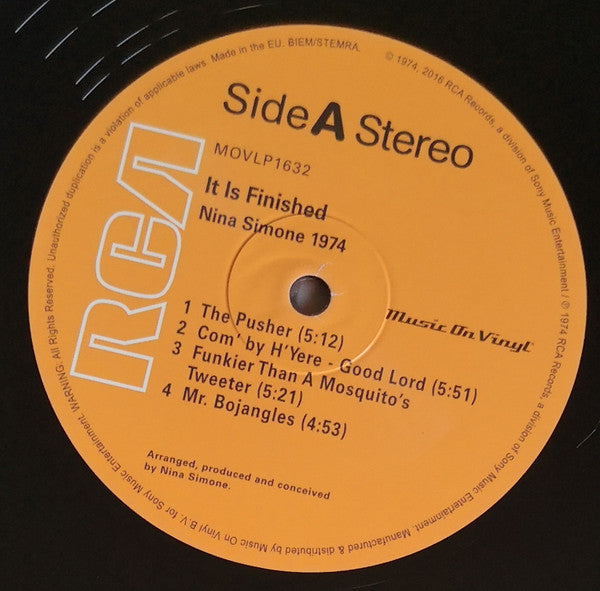 Side A Stereo
MOVLP1632
It Is Finished
Nina Simone 1974
RCA
Music On Vinyl
1 The Pusher (5:12)
2 Com' by H'Yere - Good Lord (5:51)
3 Funkier Than A Mosquito's
Tweeter (5:21)
4 Mr. Bojangles (4:53)
Arranged, produced and conceived
by Nina Simone.
© 1974, 2016 RCA Records, a division of Sony Music Entertainment / ℗ 1974 RCA Records, a division of Sony Music Entertainment. Manufactured & distributed by Music On Vinyl B.V. for Sony Music Entertainment. WARNING: All Rights Reserved. Unauthorized duplication is a violation of applicable laws. Made in the EU. BIEM/STEMRA.